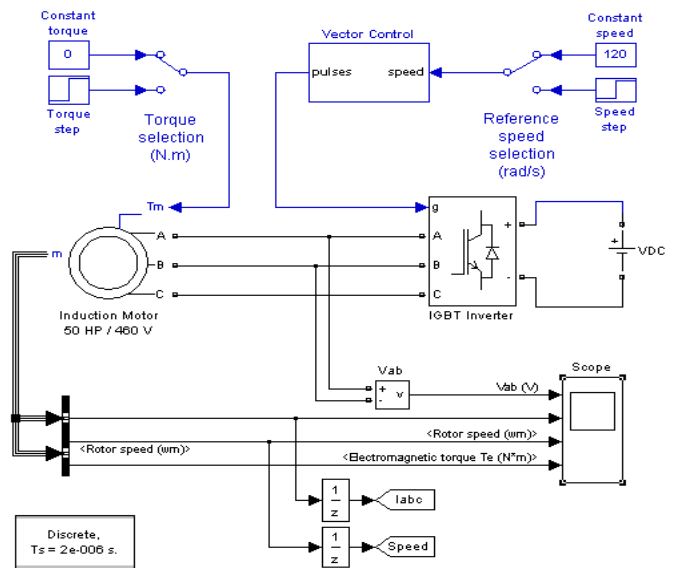 Constant
torque
0
Torque
step
Torque
selection
(N.m)
Vector Control
pulses
speed
Constant
speed
120
Speed
step
Reference
speed
selection
(rad/s)
Tm
m
A
B
C
Induction Motor
50 HP / 460 V
g
A
B
C
+
-
IGBT Inverter
+
VDC
Vab
+
-
v
Vab (V)
Scope
<Rotor speed (wm)>
<Rotor speed (wm)>
<Electromagnetic torque Te (N*m)>
1
z
Iabc
1
z
Speed
Discrete,
Ts = 2e-006 s.